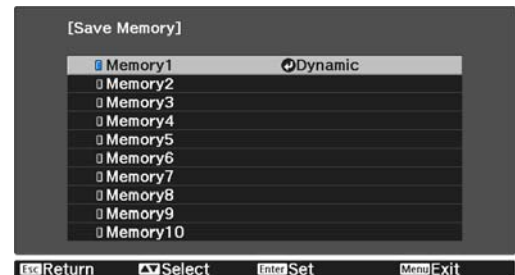 [Save Memory]
Memory1 Dynamic
Memory2
Memory3
Memory4
Memory5
Memory6
Memory7
Memory8
Memory9
Memory10
Esc Return Select Enter Set Menu Exit